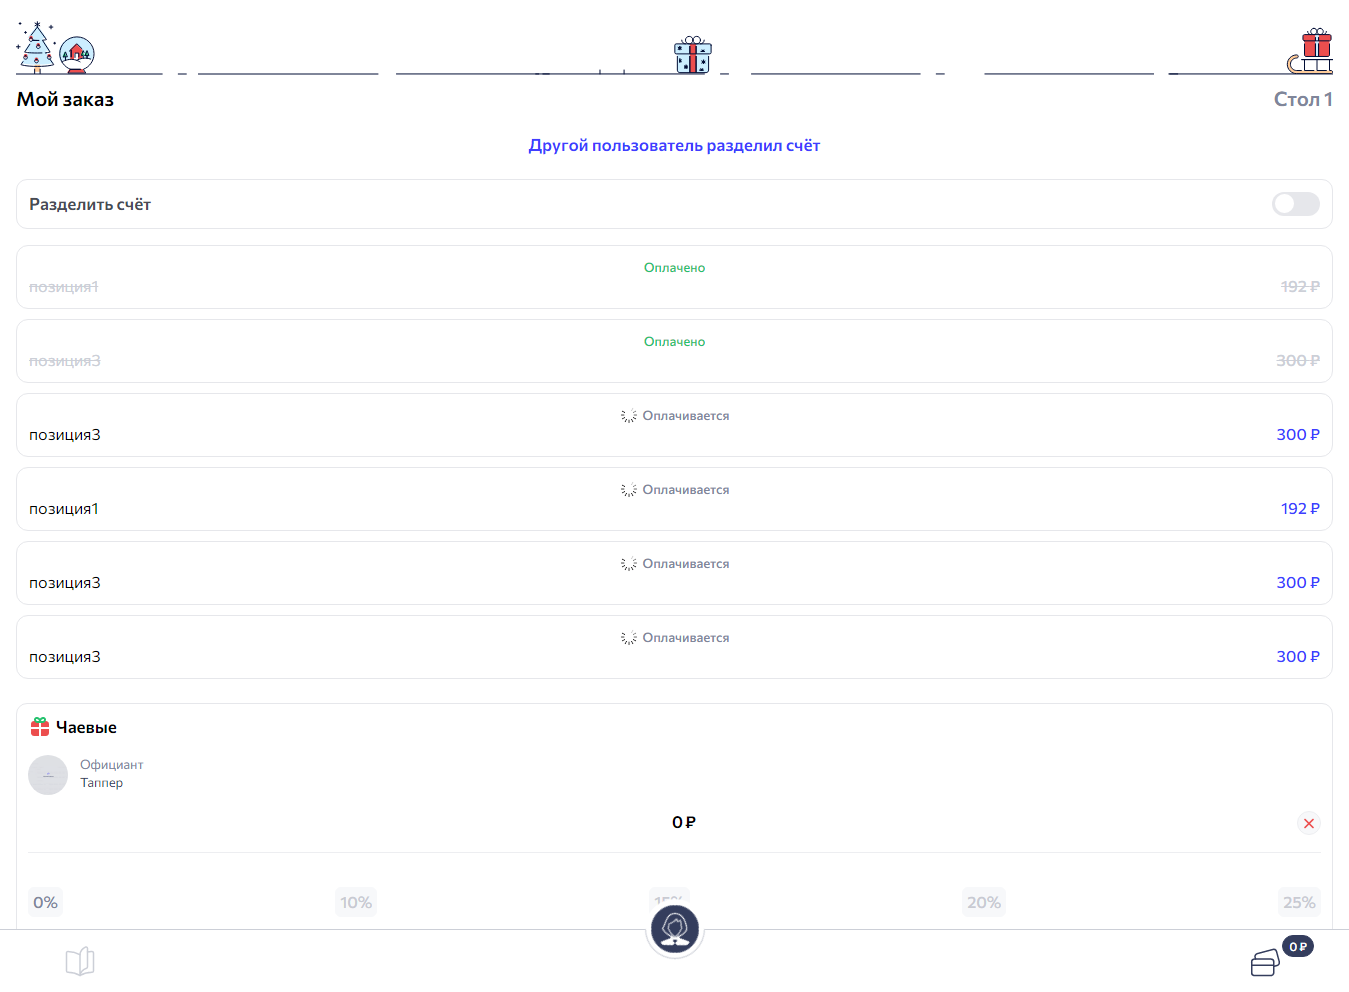 Мой заказ
Стол 1
Другой пользователь разделил счёт
Разделить счёт
Оплачено
позиция1
192 ₽
Оплачено
позиция3
300 ₽
Оплачивается
позиция3
300 ₽
Оплачивается
позиция1
192 ₽
Оплачивается
позиция3
300 ₽
Оплачивается
позиция3
300 ₽
Чаевые
Официант
Таппер
0 ₽
0%
10%
15%
20%
25%
0 ₽